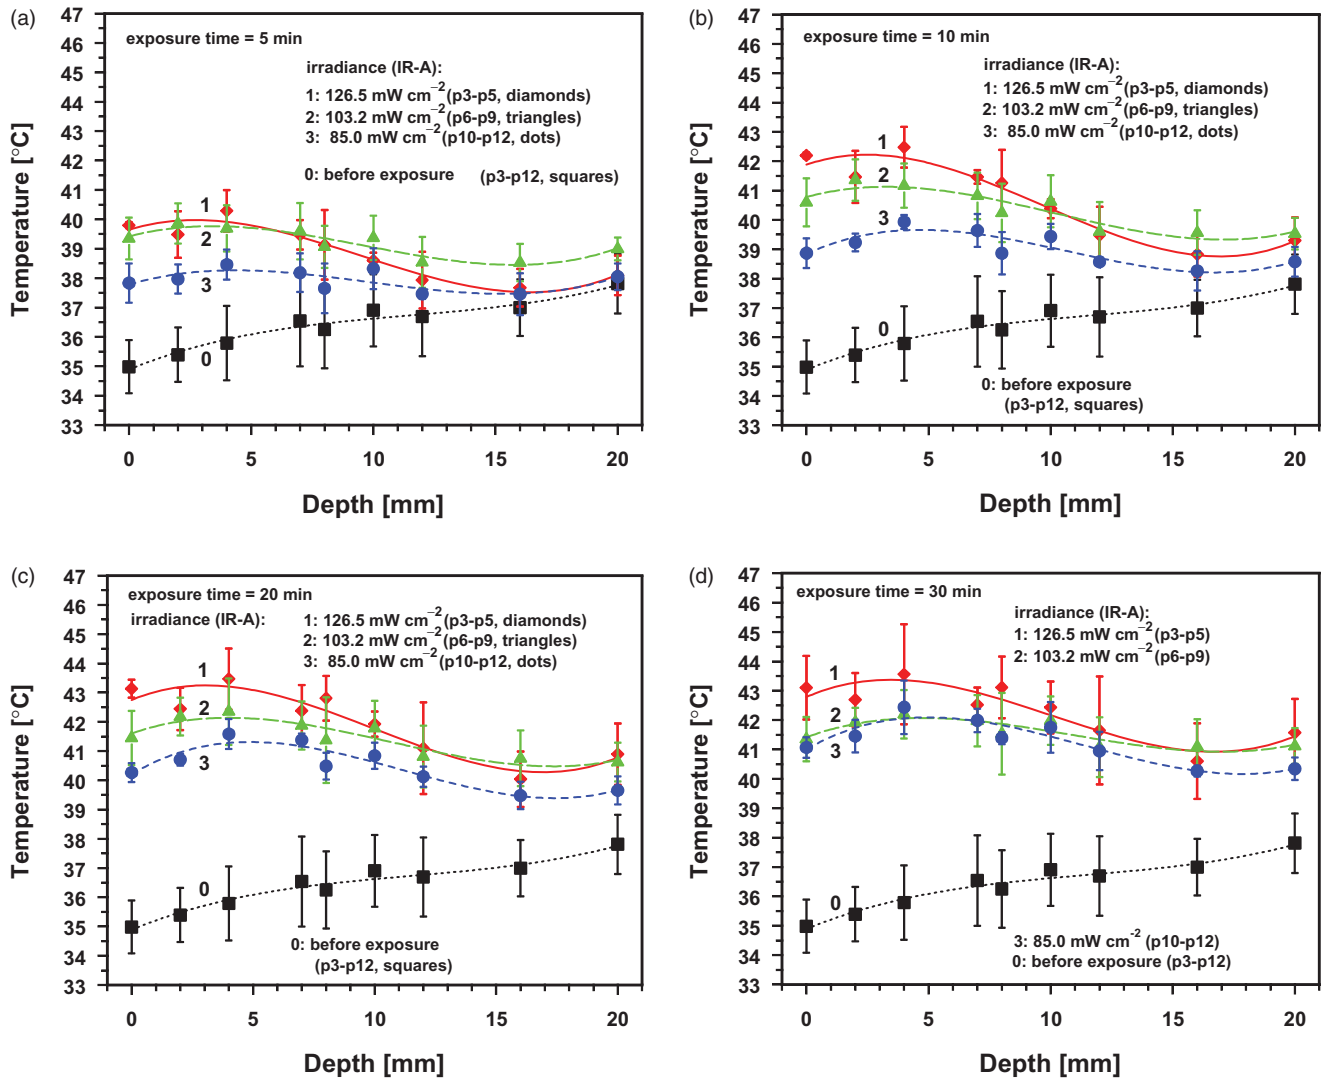 (a)
exposure time = 5 min
irradiance (IR-A):
1: 126.5 mW cm−2 (p3-p5, diamonds)
2: 103.2 mW cm−2 (p6-p9, triangles)
3: 85.0 mW cm−2 (p10-p12, dots)
0: before exposure (p3-p12, squares)
1
2
3
0
47
46
45
44
43
42
41
40
39
38
37
36
35
34
33
0 5 10 15 20
Temperature [°C]
Depth [mm]
(b)
exposure time = 10 min
irradiance (IR-A):
1: 126.5 mW cm−2 (p3-p5, diamonds)
2: 103.2 mW cm−2 (p6-p9, triangles)
3: 85.0 mW cm−2 (p10-p12, dots)
1
2
3
0
0: before exposure
(p3-p12, squares)
47
46
45
44
43
42
41
40
39
38
37
36
35
34
33
0 5 10 15 20
Temperature [°C]
Depth [mm]
(c)
exposure time = 20 min
irradiance (IR-A):
1: 126.5 mW cm−2 (p3-p5, diamonds)
2: 103.2 mW cm−2 (p6-p9, triangles)
3: 85.0 mW cm−2 (p10-p12, dots)
1
2
3
0
0: before exposure
(p3-p12, squares)
47
46
45
44
43
42
41
40
39
38
37
36
35
34
33
0 5 10 15 20
Temperature [°C]
Depth [mm]
(d)
exposure time = 30 min
irradiance (IR-A):
1: 126.5 mW cm−2 (p3-p5)
2: 103.2 mW cm−2 (p6-p9)
1
2
3
0
3: 85.0 mW cm−2 (p10-p12)
0: before exposure (p3-p12)
47
46
45
44
43
42
41
40
39
38
37
36
35
34
33
0 5 10 15 20
Temperature [°C]
Depth [mm]